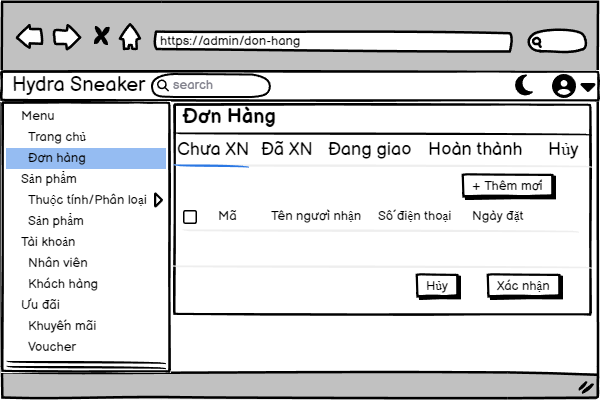 https://admin/don-hang
Hydra Sneaker
search
Menu
Trang chủ
Đơn hàng
Sản phẩm
Thuộc tính/Phân loại
Sản phẩm
Tài khoản
Nhân viên
Khách hàng
Ưu đãi
Khuyến mãi
Voucher
Đơn Hàng
Chưa XN Đã XN Đang giao Hoàn thành Hủy
+ Thêm mới
Mã Tên người nhận Số điện thoại Ngày đặt
Hủy Xác nhận